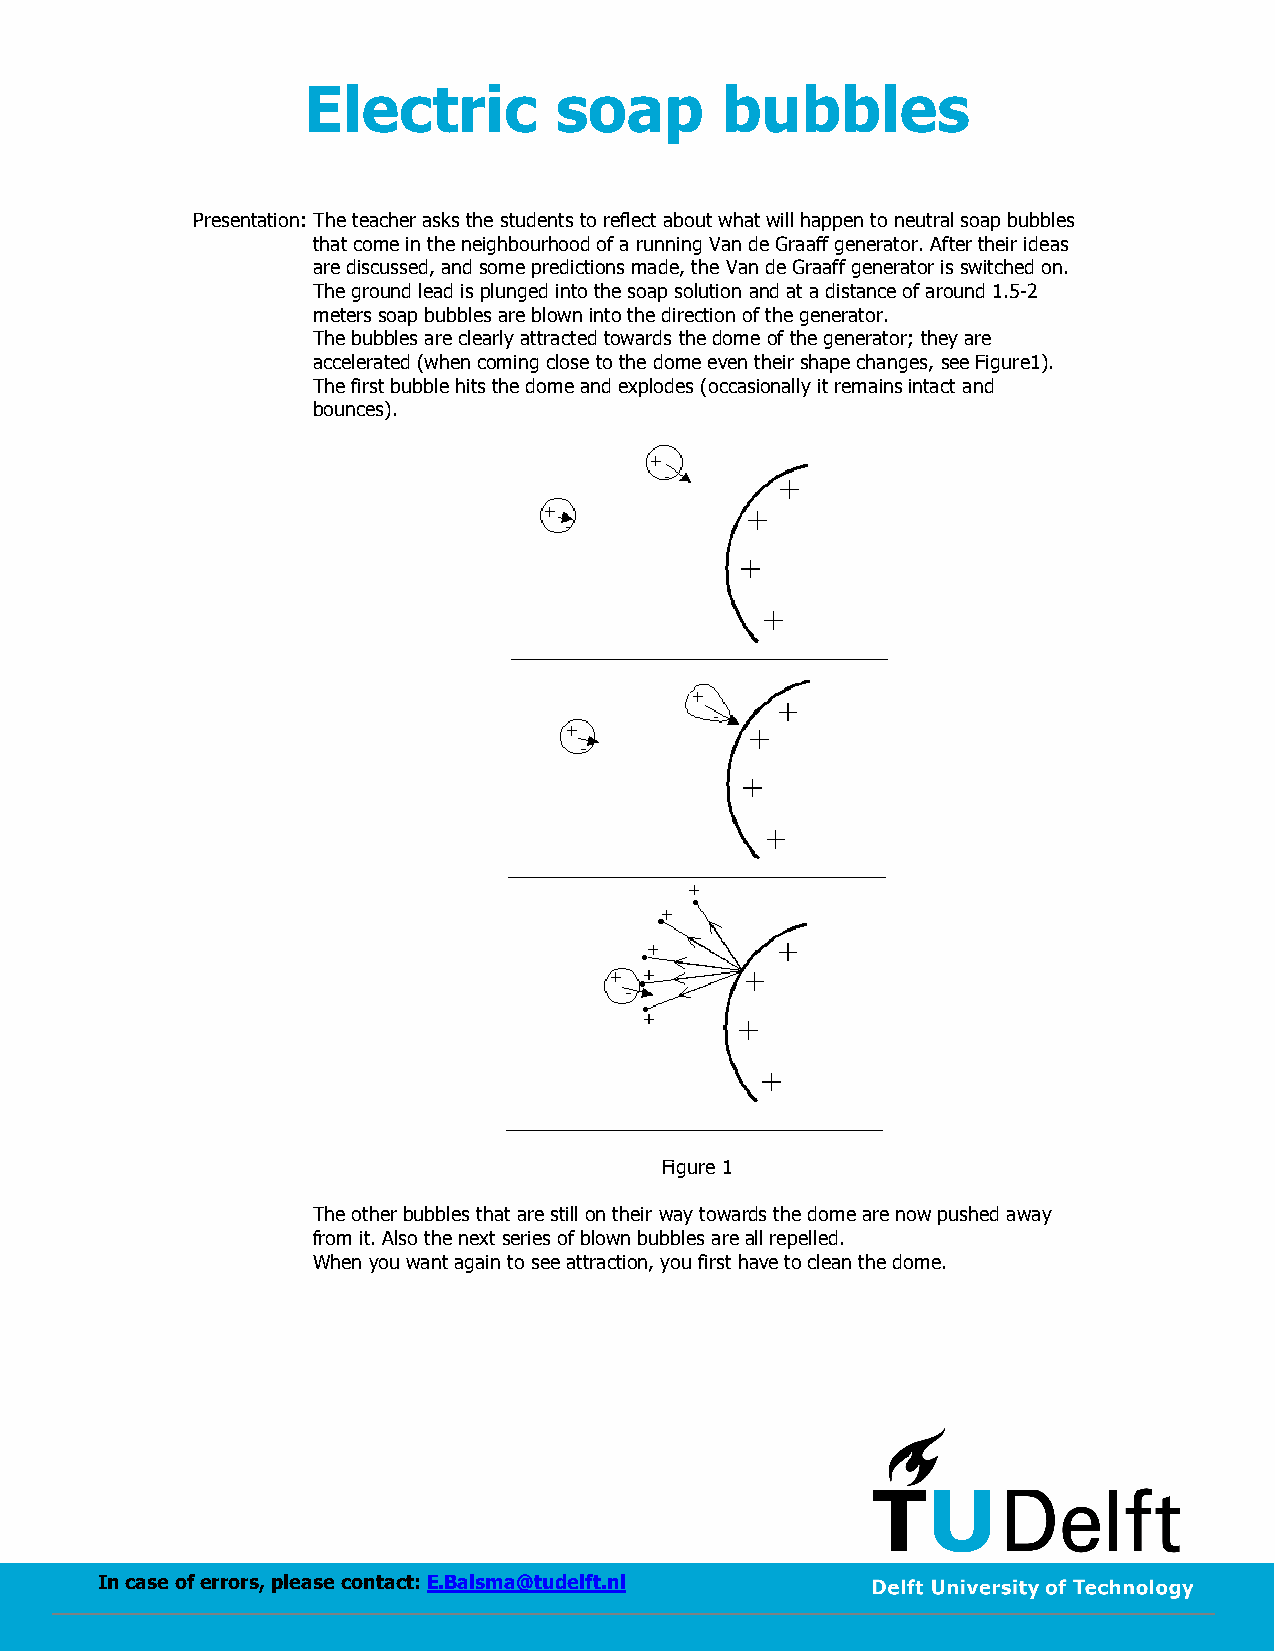 Electric soap bubbles
Presentation: The teacher asks the students to reflect about what will happen to neutral soap bubbles
that come in the neighbourhood of a running Van de Graaff generator. After their ideas
are discussed, and some predictions made, the Van de Graaff generator is switched on.
The ground lead is plunged into the soap solution and at a distance of around 1.5-2
meters soap bubbles are blown into the direction of the generator.
The bubbles are clearly attracted towards the dome of the generator; they are
accelerated (when coming close to the dome even their shape changes, see Figure1).
The first bubble hits the dome and explodes (occasionally it remains intact and
bounces).
+
-
+
+
-
+
+
+
+
-
+
+
-
+
+
+
+
+
+
+
+
+
+
-
+
+
+
+
Figure 1
The other bubbles that are still on their way towards the dome are now pushed away
from it. Also the next series of blown bubbles are all repelled.
When you want again to see attraction, you first have to clean the dome.
TUDelft
In case of errors, please contact: E.Balsma@tudelft.nl
Delft University of Technology